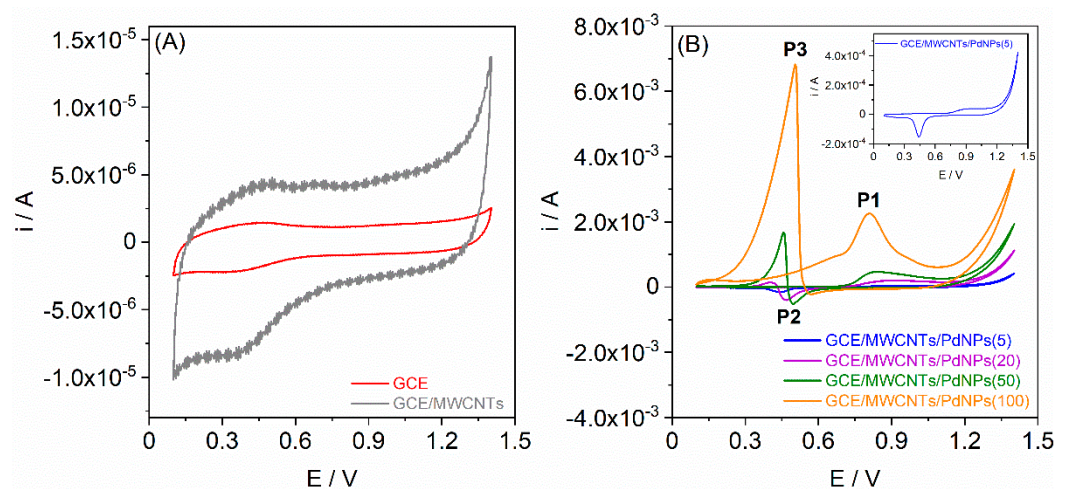 (A)
1.5x10⁻⁵
1.0x10⁻⁵
5.0x10⁻⁶
0
-5.0x10⁻⁶
-1.0x10⁻⁵
i / A
GCE
GCE/MWCNTs
0 0.3 0.6 0.9 1.2 1.5
E / V
(B)
8.0x10⁻³
6.0x10⁻³
4.0x10⁻³
2.0x10⁻³
0
-2.0x10⁻³
-4.0x10⁻³
i / A
P3
P1
P2
GCE/MWCNTs/PdNPs(5)
4.0x10⁻⁴
2.0x10⁻⁴
0
-2.0x10⁻⁴
i / A
0 0.3 0.6 0.9 1.2 1.5
E / V
GCE/MWCNTs/PdNPs(5)
GCE/MWCNTs/PdNPs(20)
GCE/MWCNTs/PdNPs(50)
GCE/MWCNTs/PdNPs(100)
0 0.3 0.6 0.9 1.2 1.5
E / V